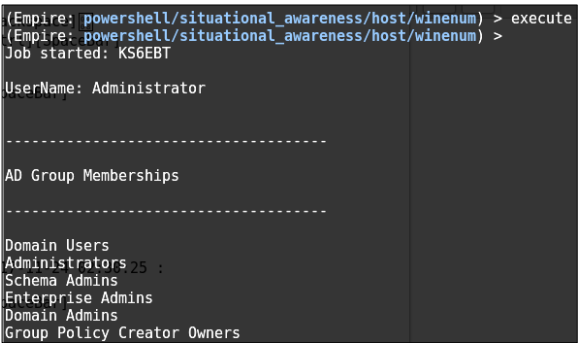 (Empire: powershell/situational_awareness/host/winenum) > execute
(Empire: powershell/situational_awareness/host/winenum) >
Job started: KS6EBT
UserName: Administrator
-------------------------------------
AD Group Memberships
-------------------------------------
Domain Users
Administrators
Schema Admins
Enterprise Admins
Domain Admins
Group Policy Creator Owners